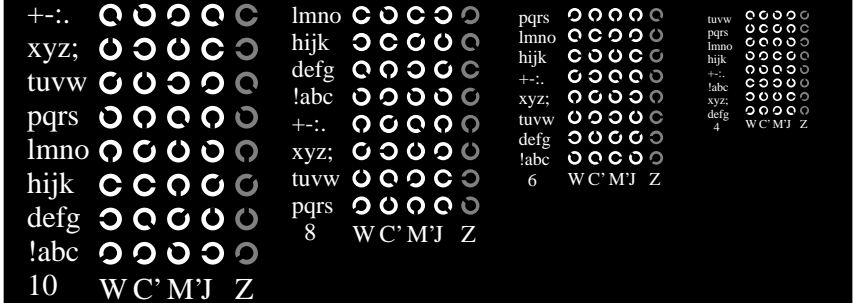 +-:.
xyz;
tuvw
pqrs
lmno
hijk
defg
!abc
10 W C’ M’J Z
lmno
hijk
defg
!abc
+-:.
xyz;
tuvw
pqrs
8 W C’ M’J Z
pqrs
lmno
hijk
+-:.
xyz;
tuvw
defg
!abc
6 W C’ M’J Z
tuvw
pqrs
lmno
hijk
+-:.
!abc
xyz;
defg
4 W C’ M’J Z